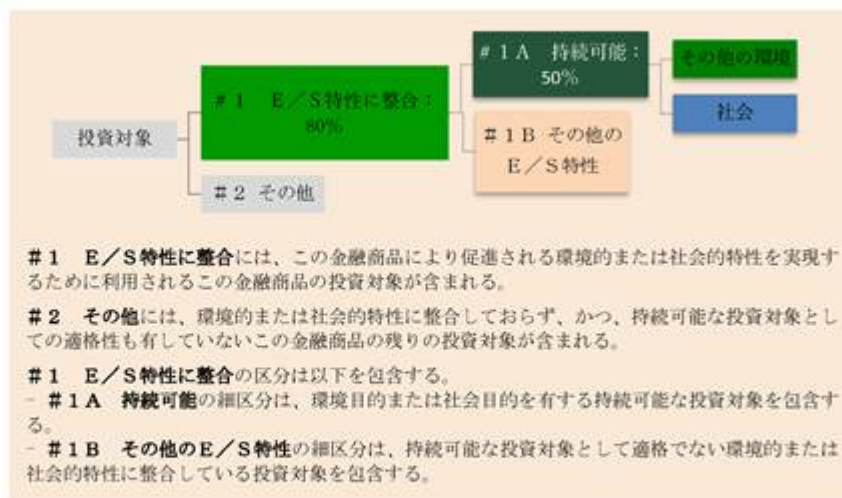 投資対象
＃１　Ｅ／Ｓ特性に整合：
80%
＃２ その他
＃１Ａ　持続可能：
50%
＃１Ｂ その他の
Ｅ／Ｓ特性
その他の環境
社会
＃１　Ｅ／Ｓ特性に整合には、この金融商品により促進される環境的または社会的特性を実現す
るために利用されるこの金融商品の投資対象が含まれる。
＃２　その他には、環境的または社会的特性に整合しておらず、かつ、持続可能な投資対象とし
ての適格性も有していないこの金融商品の残りの投資対象が含まれる。
＃１　Ｅ／Ｓ特性に整合の区分は以下を包含する。
－ ＃１Ａ　持続可能の細区分は、環境目的または社会目的を有する持続可能な投資対象を包含す
る。
－ ＃１Ｂ　その他のＥ／Ｓ特性の細区分は、持続可能な投資対象として適格でない環境的または
社会的特性に整合している投資対象を包含する。